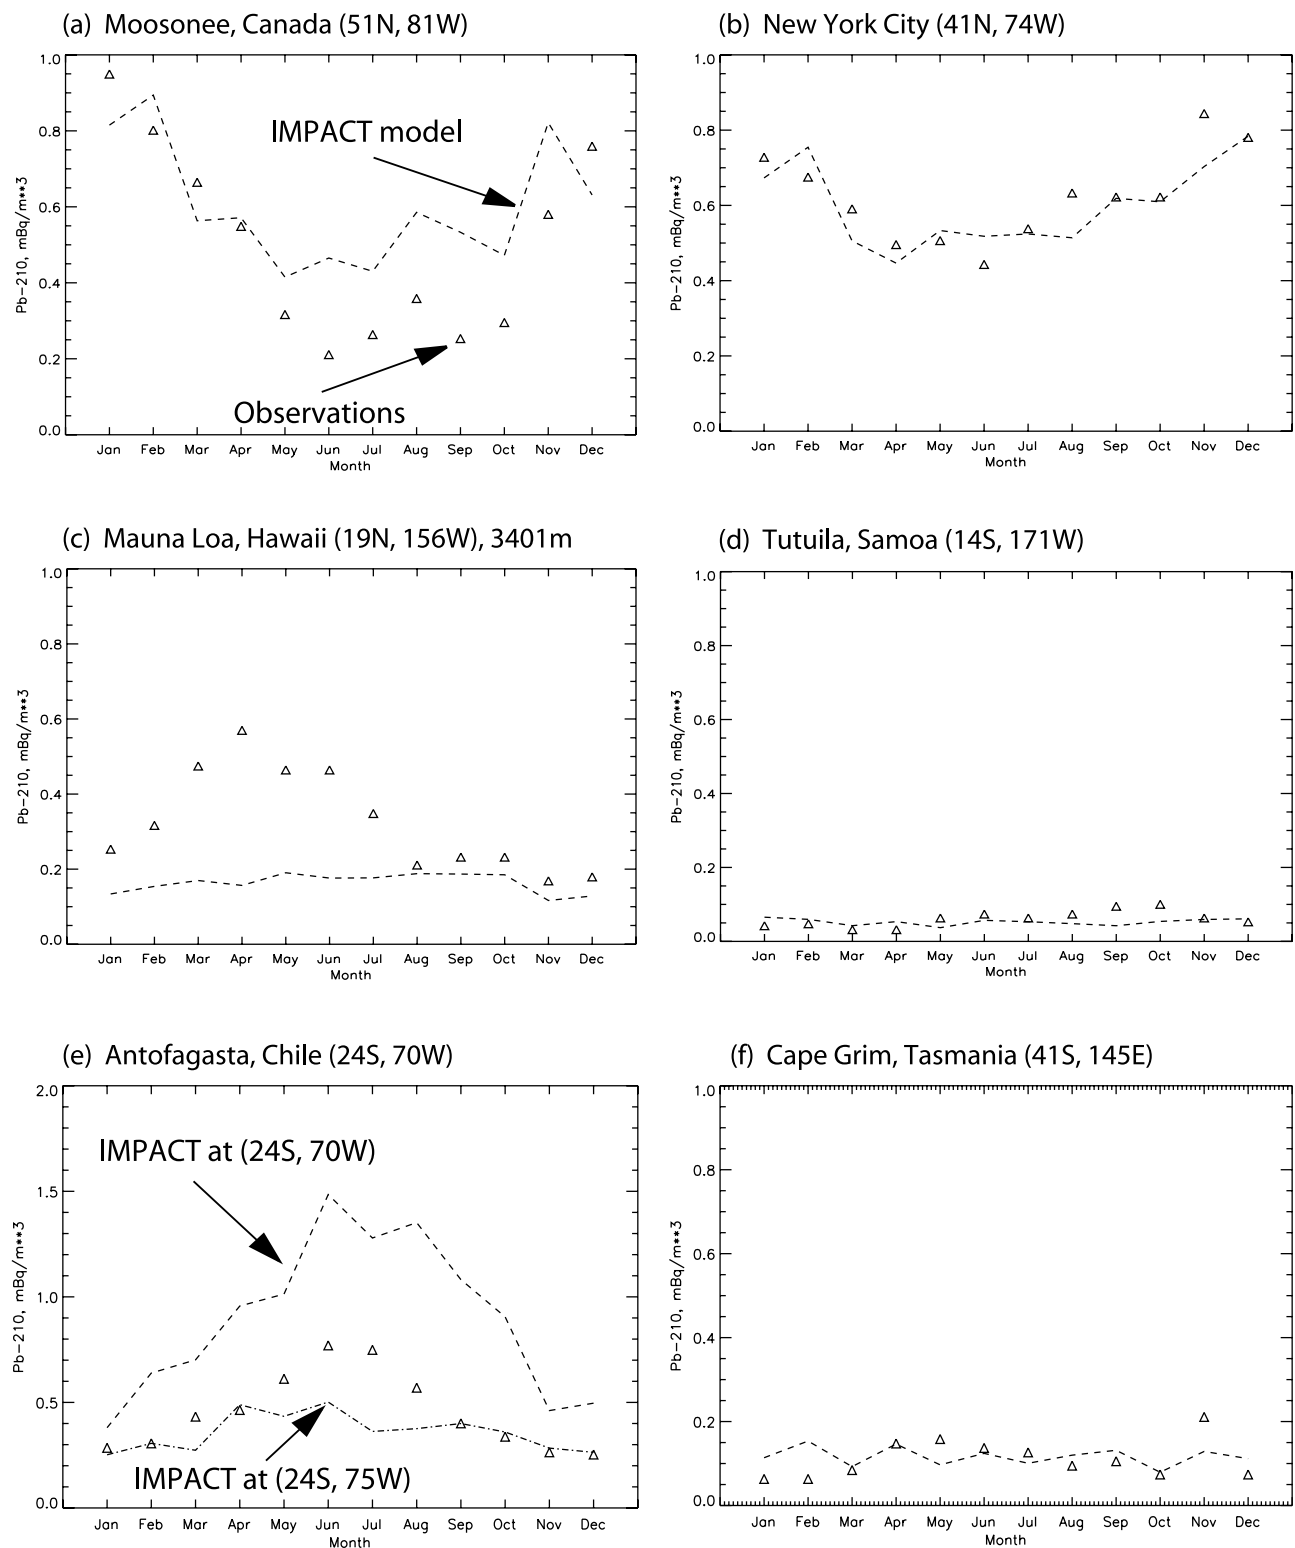 (a) Moosonee, Canada (51N, 81W)
1.0
0.8
0.6
0.4
0.2
0.0
Pb-210, mBq/m**3
IMPACT model
Observations
Jan Feb Mar Apr May Jun Jul Aug Sep Oct Nov Dec
Month
(b) New York City (41N, 74W)
1.0
0.8
0.6
0.4
0.2
0.0
Pb-210, mBq/m**3
Jan Feb Mar Apr May Jun Jul Aug Sep Oct Nov Dec
Month
(c) Mauna Loa, Hawaii (19N, 156W), 3401m
1.0
0.8
0.6
0.4
0.2
0.0
Pb-210, mBq/m**3
Jan Feb Mar Apr May Jun Jul Aug Sep Oct Nov Dec
Month
(d) Tutuila, Samoa (14S, 171W)
1.0
0.8
0.6
0.4
0.2
0.0
Pb-210, mBq/m**3
Jan Feb Mar Apr May Jun Jul Aug Sep Oct Nov Dec
Month
(e) Antofagasta, Chile (24S, 70W)
2.0
1.5
1.0
0.5
0.0
Pb-210, mBq/m**3
IMPACT at (24S, 70W)
IMPACT at (24S, 75W)
Jan Feb Mar Apr May Jun Jul Aug Sep Oct Nov Dec
Month
(f) Cape Grim, Tasmania (41S, 145E)
1.0
0.8
0.6
0.4
0.2
0.0
Pb-210, mBq/m**3
Jan Feb Mar Apr May Jun Jul Aug Sep Oct Nov Dec
Month